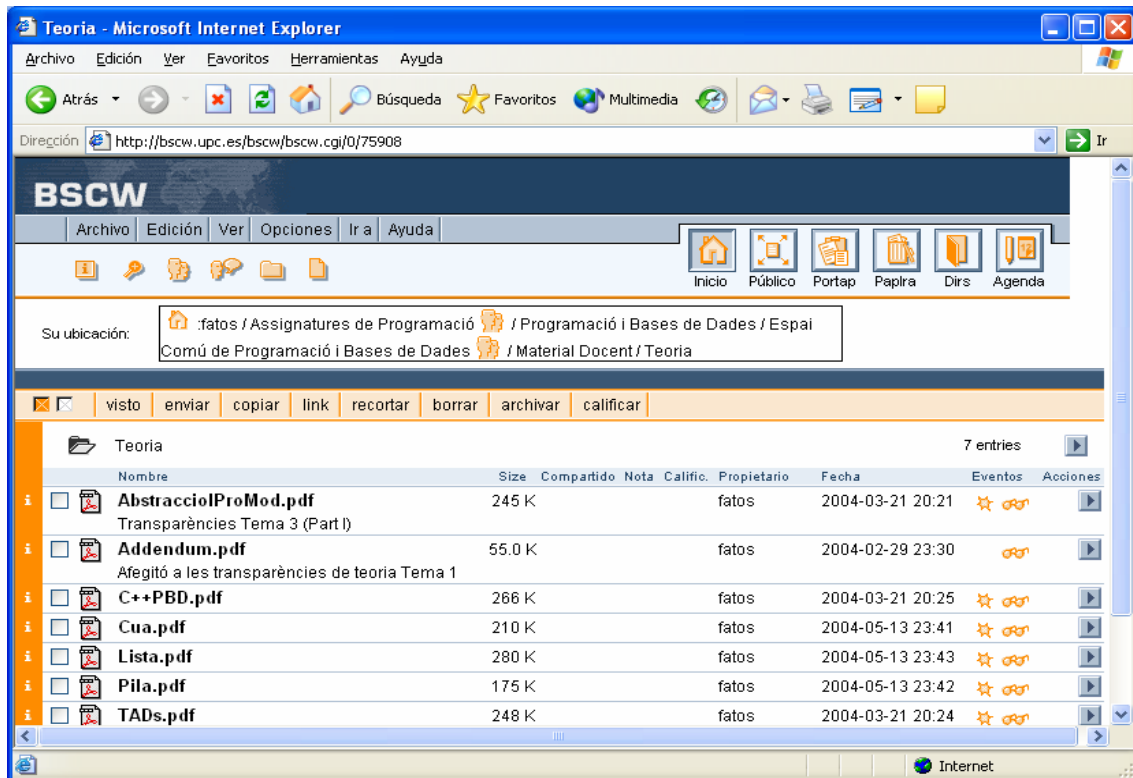 Teoria - Microsoft Internet Explorer
Archivo Edición Ver Favoritos Herramientas Ayuda
Atrás Búsqueda Favoritos Multimedia
Dirección http://bscw.upc.es/bscw/bscw.cgi/0/75908 Ir
BSCW
Archivo Edición Ver Opciones Ir a Ayuda
Inicio Público Portap Paplra Dirs Agenda
Su ubicación: :fatos / Assignatures de Programació / Programació i Bases de Dades / Espai
Comú de Programació i Bases de Dades / Material Docent / Teoria
visto enviar copiar link recortar borrar archivar calificar
Teoria 7 entries
Nombre Size Compartido Nota Calific. Propietario Fecha Eventos Acciones
AbstraccioIProMod.pdf 245 K fatos 2004-03-21 20:21
Transparències Tema 3 (Part I)
Addendum.pdf 55.0 K fatos 2004-02-29 23:30
Afegitó a les transparències de teoria Tema 1
C++PBD.pdf 266 K fatos 2004-03-21 20:25
Cua.pdf 210 K fatos 2004-05-13 23:41
Lista.pdf 280 K fatos 2004-05-13 23:43
Pila.pdf 175 K fatos 2004-05-13 23:42
TADs.pdf 248 K fatos 2004-03-21 20:24
Internet